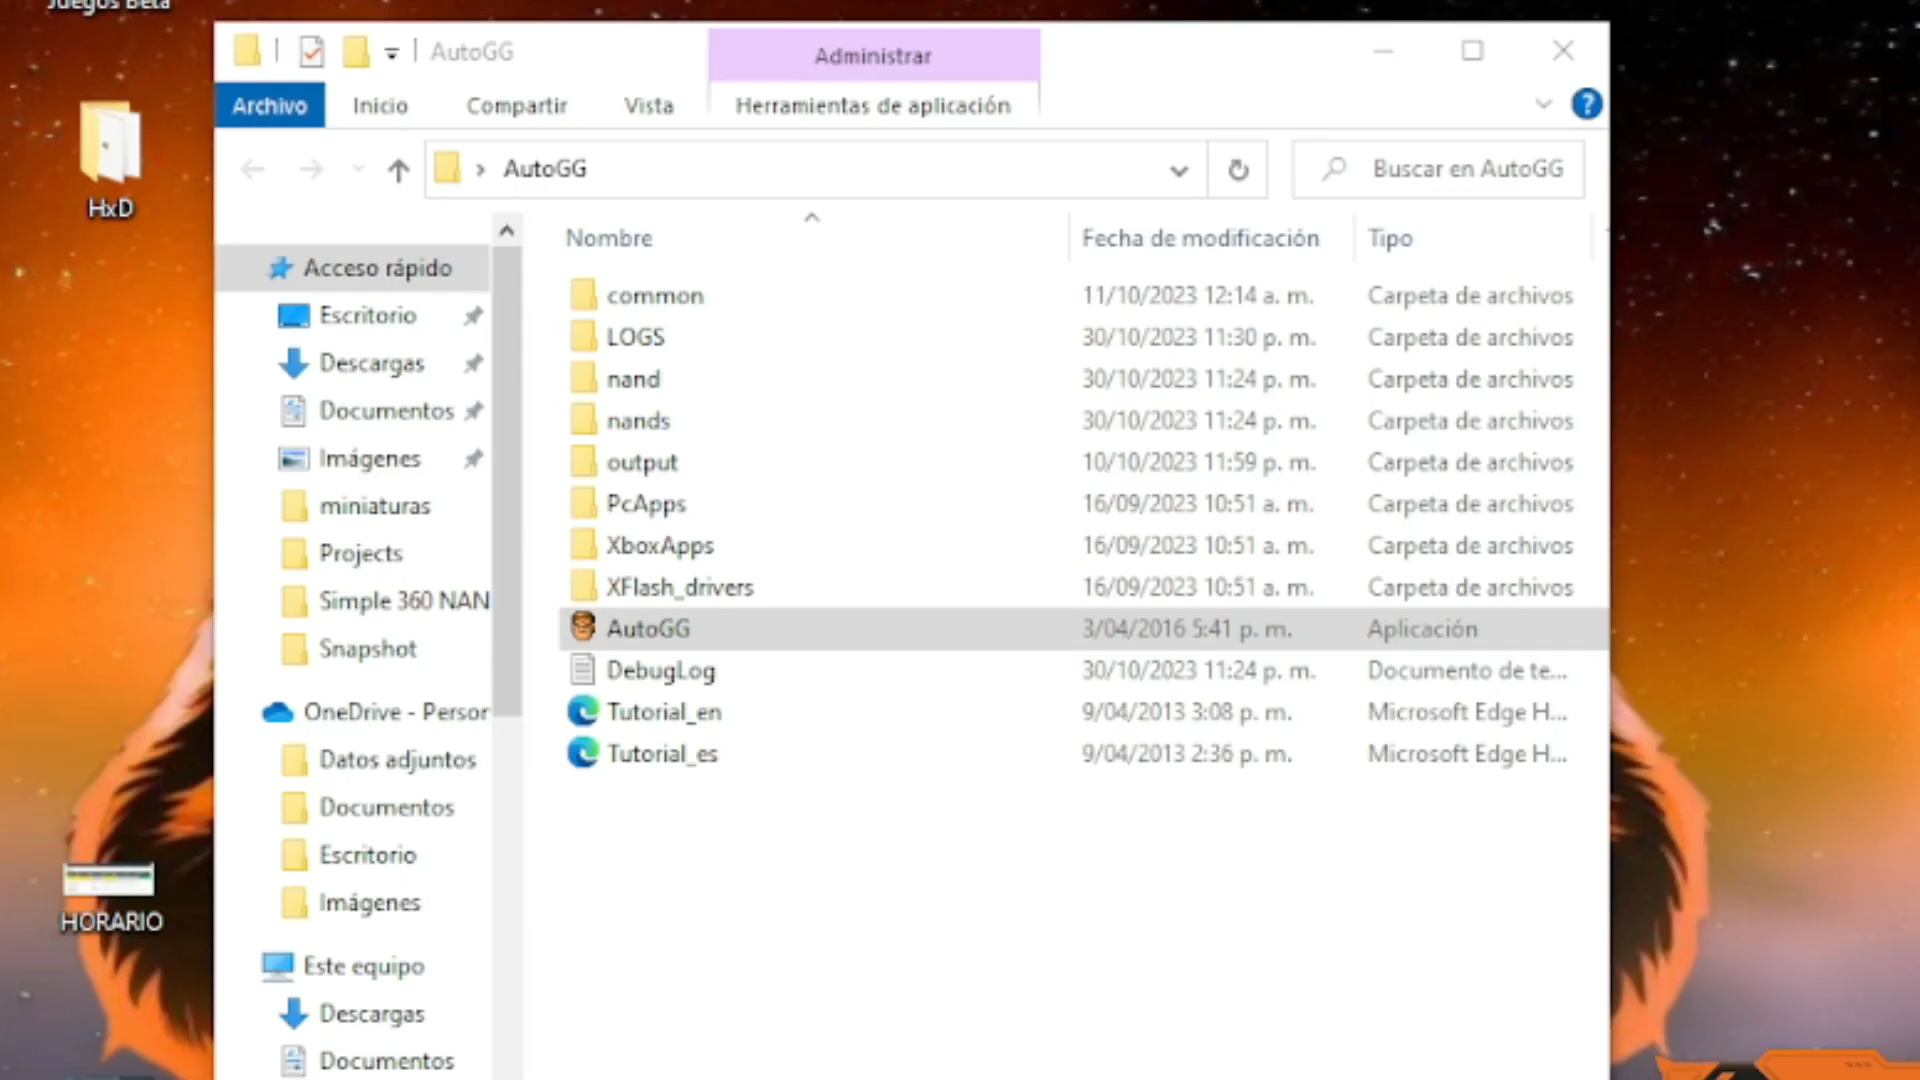 Juegos Beta
HxD
HORARIO
AutoGG
Administrar
Archivo Inicio Compartir Vista Herramientas de aplicación
AutoGG
Buscar en AutoGG
Acceso rápido
Escritorio
Descargas
Documentos
Imágenes
miniaturas
Projects
Simple 360 NAN
Snapshot
OneDrive - Person
Datos adjuntos
Documentos
Escritorio
Imágenes
Este equipo
Descargas
Documentos
Nombre Fecha de modificación Tipo
common 11/10/2023 12:14 a. m. Carpeta de archivos
LOGS 30/10/2023 11:30 p. m. Carpeta de archivos
nand 30/10/2023 11:24 p. m. Carpeta de archivos
nands 30/10/2023 11:24 p. m. Carpeta de archivos
output 10/10/2023 11:59 p. m. Carpeta de archivos
PcApps 16/09/2023 10:51 a. m. Carpeta de archivos
XboxApps 16/09/2023 10:51 a. m. Carpeta de archivos
XFlash_drivers 16/09/2023 10:51 a. m. Carpeta de archivos
AutoGG 3/04/2016 5:41 p. m. Aplicación
DebugLog 30/10/2023 11:24 p. m. Documento de te...
Tutorial_en 9/04/2013 3:08 p. m. Microsoft Edge H...
Tutorial_es 9/04/2013 2:36 p. m. Microsoft Edge H...